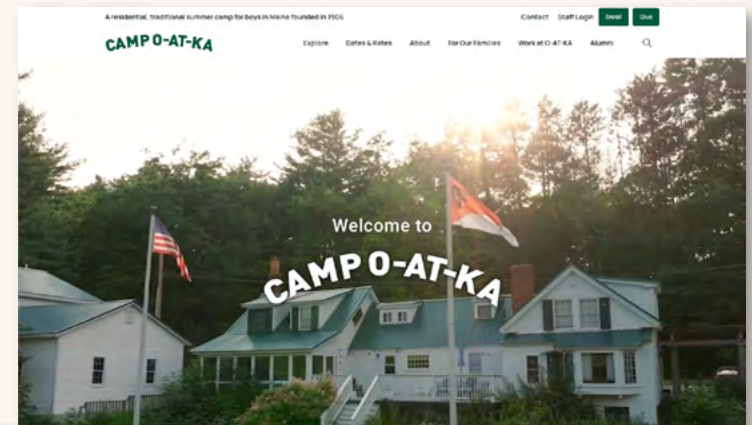 A residential, traditional summer camp for boys in Maine founded in 1906
Contact Staff Login Enroll Give
CAMP O-AT-KA
Explore Dates & Rates About For Our Families Work at O-AT-KA Alumni
Welcome to
CAMP O-AT-KA